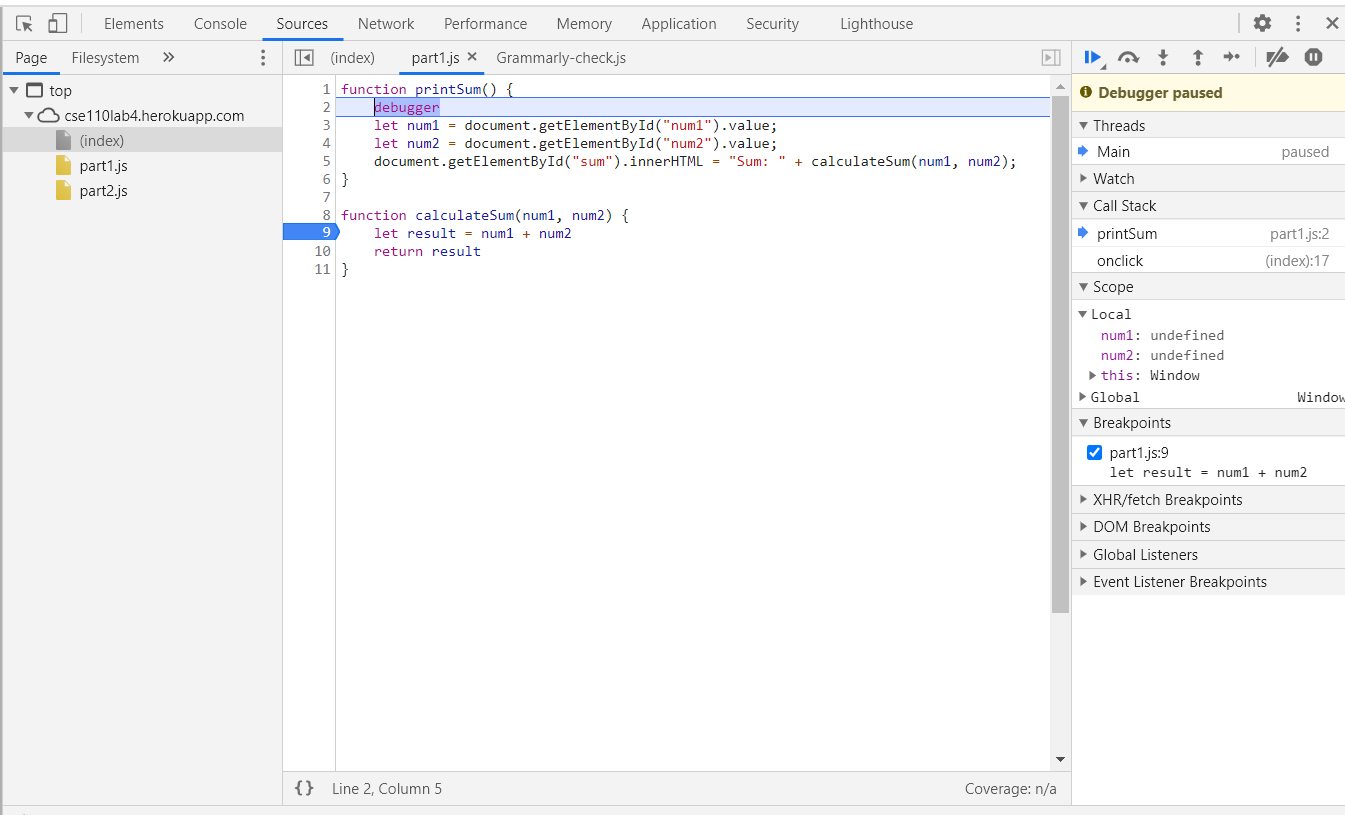 Elements Console Sources Network Performance Memory Application Security Lighthouse
Page Filesystem
top
cse110lab4.herokuapp.com
(index)
part1.js
part2.js
(index) part1.js Grammarly-check.js
1 function printSum() {
2 debugger
3 let num1 = document.getElementById("num1").value;
4 let num2 = document.getElementById("num2").value;
5 document.getElementById("sum").innerHTML = "Sum: " + calculateSum(num1, num2);
6 }
7
8 function calculateSum(num1, num2) {
9 let result = num1 + num2
10 return result
11 }
{} Line 2, Column 5 Coverage: n/a
Debugger paused
Threads
Main paused
Watch
Call Stack
printSum part1.js:2
onclick (index):17
Scope
Local
num1: undefined
num2: undefined
this: Window
Global Window
Breakpoints
part1.js:9
let result = num1 + num2
XHR/fetch Breakpoints
DOM Breakpoints
Global Listeners
Event Listener Breakpoints